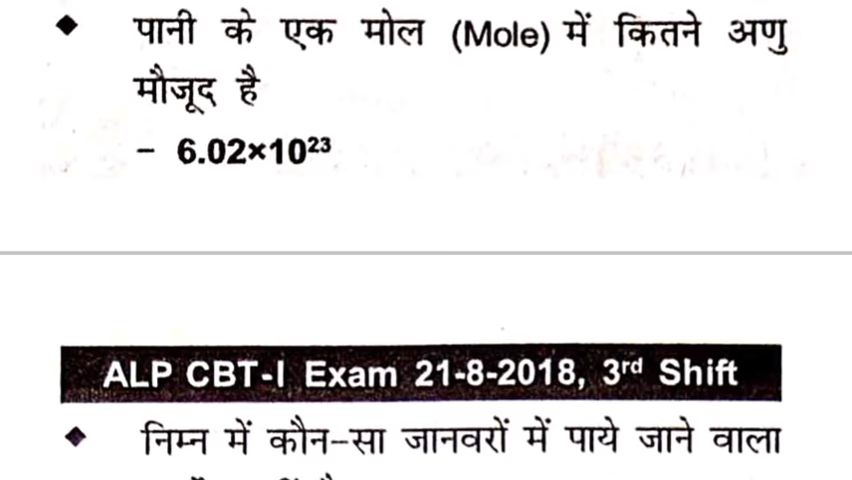 ◆ पानी के एक मोल (Mole) में कितने अणु
मौजूद है
– 6.02×10²³
ALP CBT-I Exam 21-8-2018, 3rd Shift
◆ निम्न में कौन-सा जानवरों में पाये जाने वाला